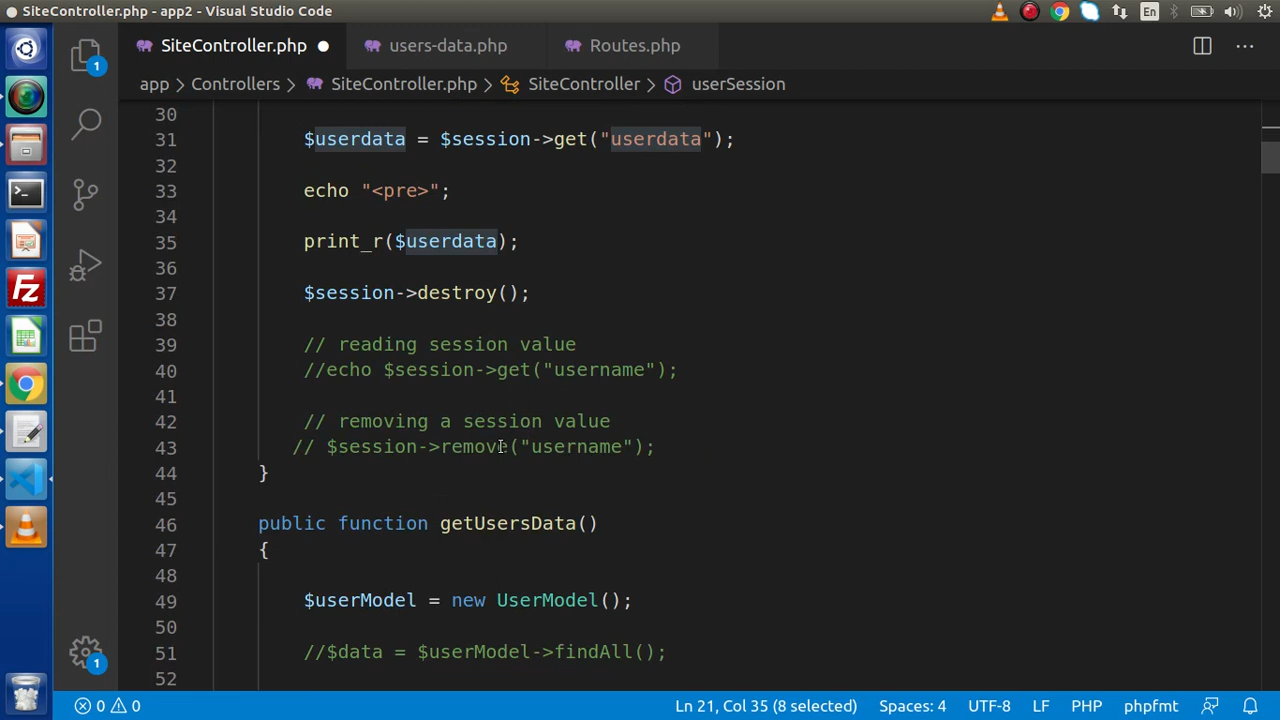 SiteController.php - app2 - Visual Studio Code
En
SiteController.php
users-data.php
Routes.php
app > Controllers > SiteController.php > SiteController > userSession
30
31 $userdata = $session->get("userdata");
32
33 echo "<pre>";
34
35 print_r($userdata);
36
37 $session->destroy();
38
39 // reading session value
40 //echo $session->get("username");
41
42 // removing a session value
43 // $session->remove("username");
44 }
45
46 public function getUsersData()
47 {
48
49 $userModel = new UserModel();
50
51 //$data = $userModel->findAll();
52
1
Fz
1
0 0 Ln 21, Col 35 (8 selected) Spaces: 4 UTF-8 LF PHP phpfmt